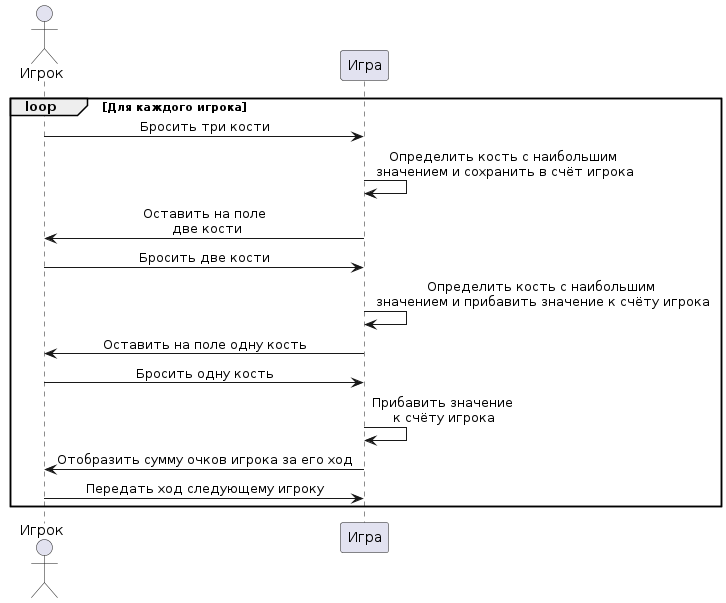 Игрок
Игра
loop [Для каждого игрока]
Бросить три кости
Определить кость с наибольшим
значением и сохранить в счёт игрока
Оставить на поле
две кости
Бросить две кости
Определить кость с наибольшим
значением и прибавить значение к счёту игрока
Оставить на поле одну кость
Бросить одну кость
Прибавить значение
к счёту игрока
Отобразить сумму очков игрока за его ход
Передать ход следующему игроку
Игрок
Игра